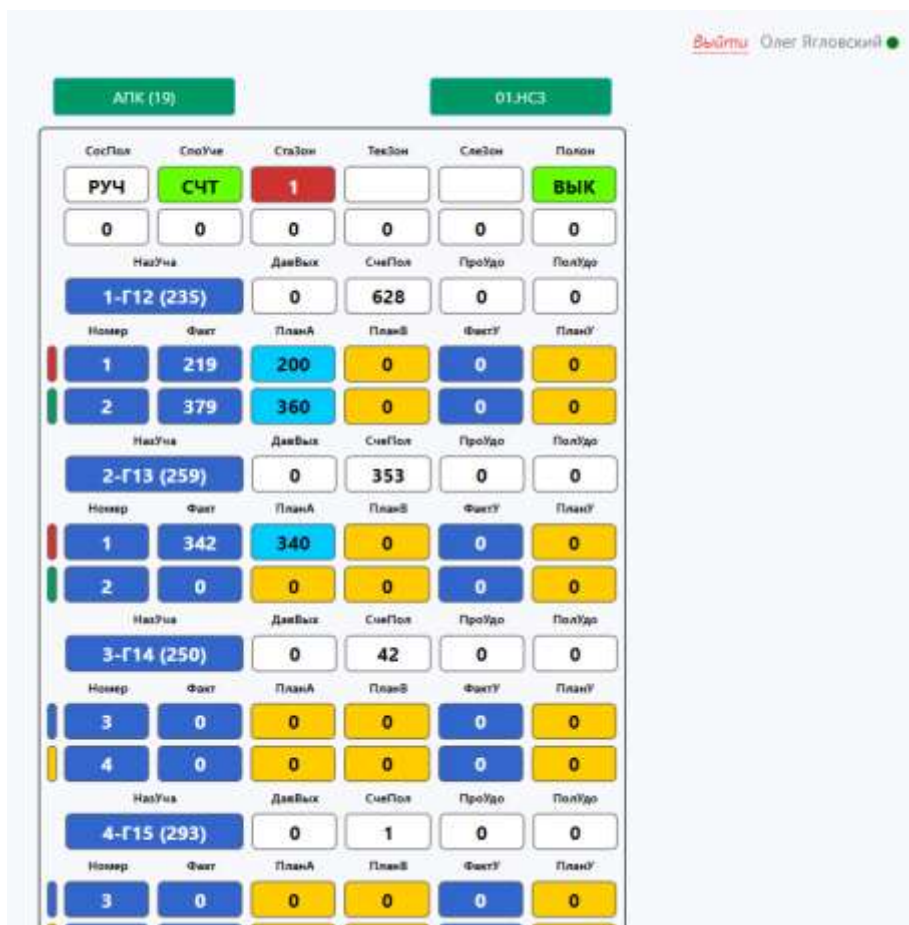 Выйти Олег Ягловский
АПК (19) 01.НСЗ
СосПол СпоУче СтаЗон ТекЗон СлеЗон Полон
РУЧ СЧТ 1 ВЫК
0 0 0 0 0 0
НазУча ДавВых СчеПол ПроУдо ПолУдо
1-Г12 (235) 0 628 0 0
Номер Факт ПланА ПланВ ФактУ ПланУ
1 219 200 0 0 0
2 379 360 0 0 0
НазУча ДавВых СчеПол ПроУдо ПолУдо
2-Г13 (259) 0 353 0 0
Номер Факт ПланА ПланВ ФактУ ПланУ
1 342 340 0 0 0
2 0 0 0 0 0
НазУча ДавВых СчеПол ПроУдо ПолУдо
3-Г14 (250) 0 42 0 0
Номер Факт ПланА ПланВ ФактУ ПланУ
3 0 0 0 0 0
4 0 0 0 0 0
НазУча ДавВых СчеПол ПроУдо ПолУдо
4-Г15 (293) 0 1 0 0
Номер Факт ПланА ПланВ ФактУ ПланУ
3 0 0 0 0 0